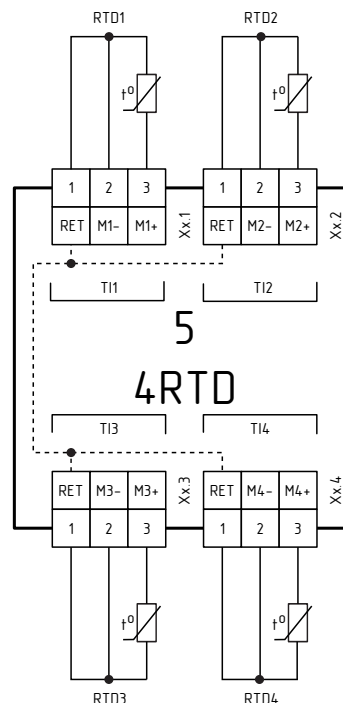 RTD1 RTD2
t° t°
1 2 3 1 2 3
RET M1- M1+ Xx.1 RET M2- M2+ Xx.2
TI1 TI2
5
4RTD
TI3 TI4
RET M3- M3+ Xx.3 RET M4- M4+ Xx.4
1 2 3 1 2 3
t° t°
RTD3 RTD4